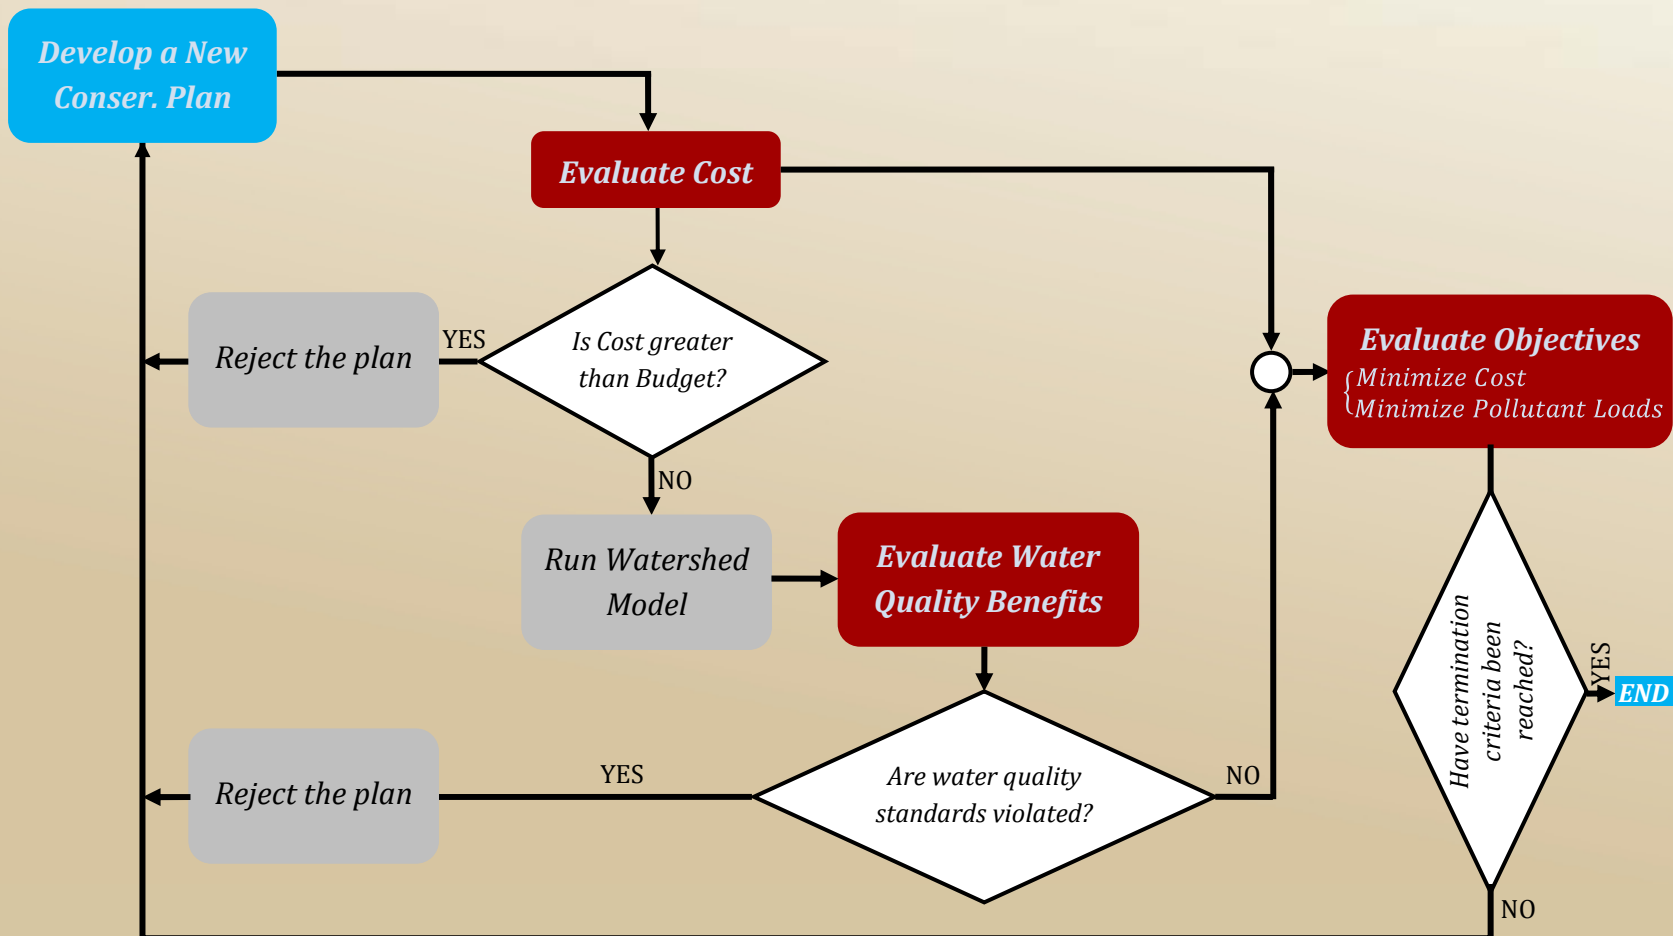 Develop a New
Conser. Plan
Evaluate Cost
Is Cost greater
than Budget?
YES
Reject the plan
NO
Evaluate Objectives
{Minimize Cost
Minimize Pollutant Loads
Run Watershed
Model
Evaluate Water
Quality Benefits
Have termination
criteria been
reached?
YES
END
Reject the plan
YES
Are water quality
standards violated?
NO
NO